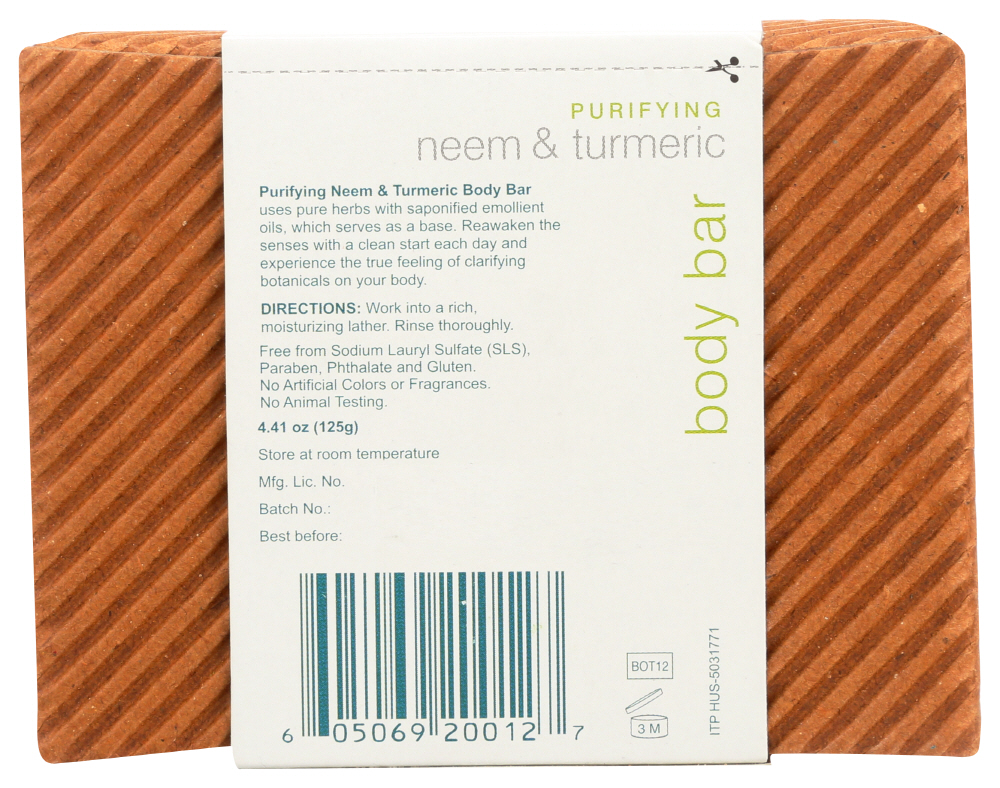 PURIFYING
neem & turmeric
body bar
Purifying Neem & Turmeric Body Bar
uses pure herbs with saponified emollient
oils, which serves as a base. Reawaken the
senses with a clean start each day and
experience the true feeling of clarifying
botanicals on your body.
DIRECTIONS: Work into a rich,
moisturizing lather. Rinse thoroughly.
Free from Sodium Lauryl Sulfate (SLS),
Paraben, Phthalate and Gluten.
No Artificial Colors or Fragrances.
No Animal Testing.
4.41 oz (125g)
Store at room temperature
Mfg. Lic. No.
Batch No.:
Best before:
6 05069 20012 7
BOT12
3 M
ITP HUS-5031771